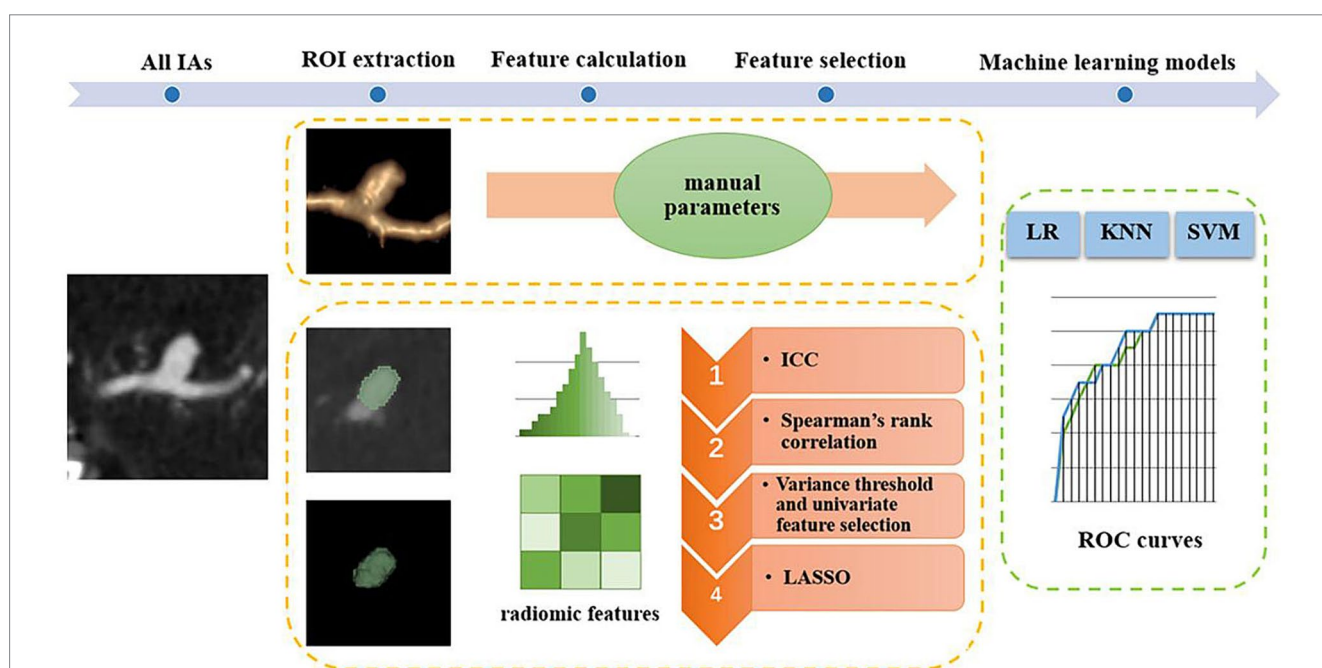 All IAs
ROI extraction
Feature calculation
Feature selection
Machine learning models
manual
parameters
LR
KNN
SVM
1
• ICC
2
• Spearman's rank
correlation
3
• Variance threshold
and univariate
feature selection
4
• LASSO
radiomic features
ROC curves